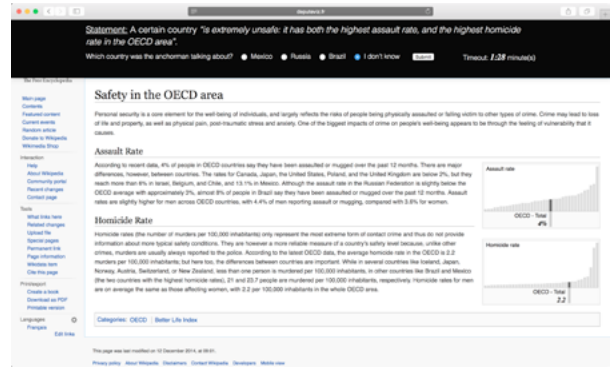 deputeviz.fr
Statement: A certain country "is extremely unsafe: it has both the highest assault rate, and the highest homicide
rate in the OECD area".
Which country was the anchorman talking about? Mexico Russia Brazil I don't know Submit Timeout: 1:28 minute(s)
The Free Encyclopedia
Main page
Contents
Featured content
Current events
Random article
Donate to Wikipedia
Wikimedia Shop
Interaction
Help
About Wikipedia
Community portal
Recent changes
Contact page
Tools
What links here
Related changes
Upload file
Special pages
Permanent link
Page information
Wikidata item
Cite this page
Print/export
Create a book
Download as PDF
Printable version
Languages
Français
Edit links
Safety in the OECD area
Personal security is a core element for the well-being of individuals, and largely reflects the risks of people being physically assaulted or falling victim to other types of crime. Crime may lead to loss
of life and property, as well as physical pain, post-traumatic stress and anxiety. One of the biggest impacts of crime on people's well-being appears to be through the feeling of vulnerability that it
causes.
Assault Rate
According to recent data, 4% of people in OECD countries say they have been assaulted or mugged over the past 12 months. There are major
differences, however, between countries. The rates for Canada, Japan, the United States, Poland, and the United Kingdom are below 2%, but they
reach more than 6% in Israel, Belgium, and Chile, and 13.1% in Mexico. Although the assault rate in the Russian Federation is slightly below the
OECD average with approximately 3%, almost 8% of people in Brazil say they have been assaulted or mugged over the past 12 months. Assault
rates are slightly higher for men across OECD countries, with 4.4% of men reporting assault or mugging, compared with 3.6% for women.
Assault rate
OECD - Total
4%
Homicide Rate
Homicide rates (the number of murders per 100,000 inhabitants) only represent the most extreme form of contact crime and thus do not provide
information about more typical safety conditions. They are however a more reliable measure of a country's safety level because, unlike other
crimes, murders are usually always reported to the police. According to the latest OECD data, the average homicide rate in the OECD is 2.2
murders per 100,000 inhabitants; but here too, the differences between countries are important. While in several countries like Iceland, Japan,
Norway, Austria, Switzerland, or New Zealand, less than one person is murdered per 100,000 inhabitants, in other countries like Brazil and Mexico
(the two countries with the highest homicide rates), 21 and 23.7 people are murdered per 100,000 inhabitants, respectively. Homicide rates for men
are on average the same as those affecting women, with 2.2 per 100,000 inhabitants in the whole OECD area.
Homicide rate
OECD - Total
2.2
Categories: OECD | Better Life Index
This page was last modified on 12 December 2014, at 09:51.
Privacy policy About Wikipedia Disclaimers Contact Wikipedia Developers Mobile view